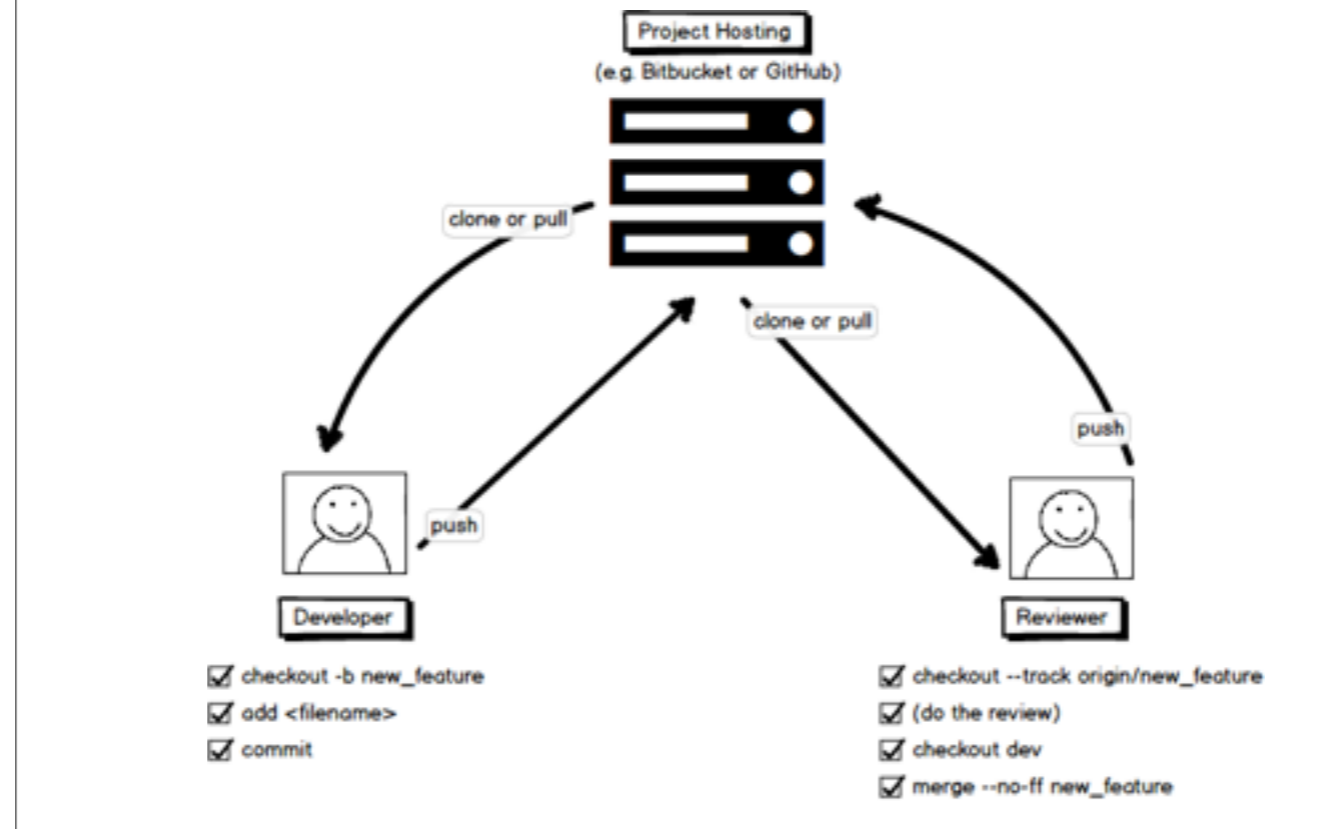 Project Hosting
(e.g. Bitbucket or GitHub)
clone or pull
clone or pull
push
push
Developer
checkout -b new_feature
add <filename>
commit
Reviewer
checkout --track origin/new_feature
(do the review)
checkout dev
merge --no-ff new_feature